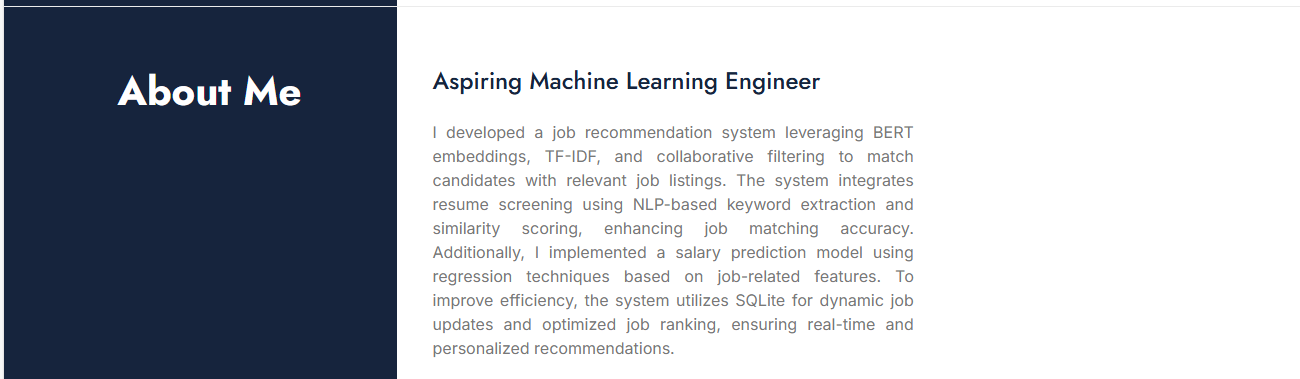 About Me
Aspiring Machine Learning Engineer
I developed a job recommendation system leveraging BERT
embeddings, TF-IDF, and collaborative filtering to match
candidates with relevant job listings. The system integrates
resume screening using NLP-based keyword extraction and
similarity scoring, enhancing job matching accuracy.
Additionally, I implemented a salary prediction model using
regression techniques based on job-related features. To
improve efficiency, the system utilizes SQLite for dynamic job
updates and optimized job ranking, ensuring real-time and
personalized recommendations.